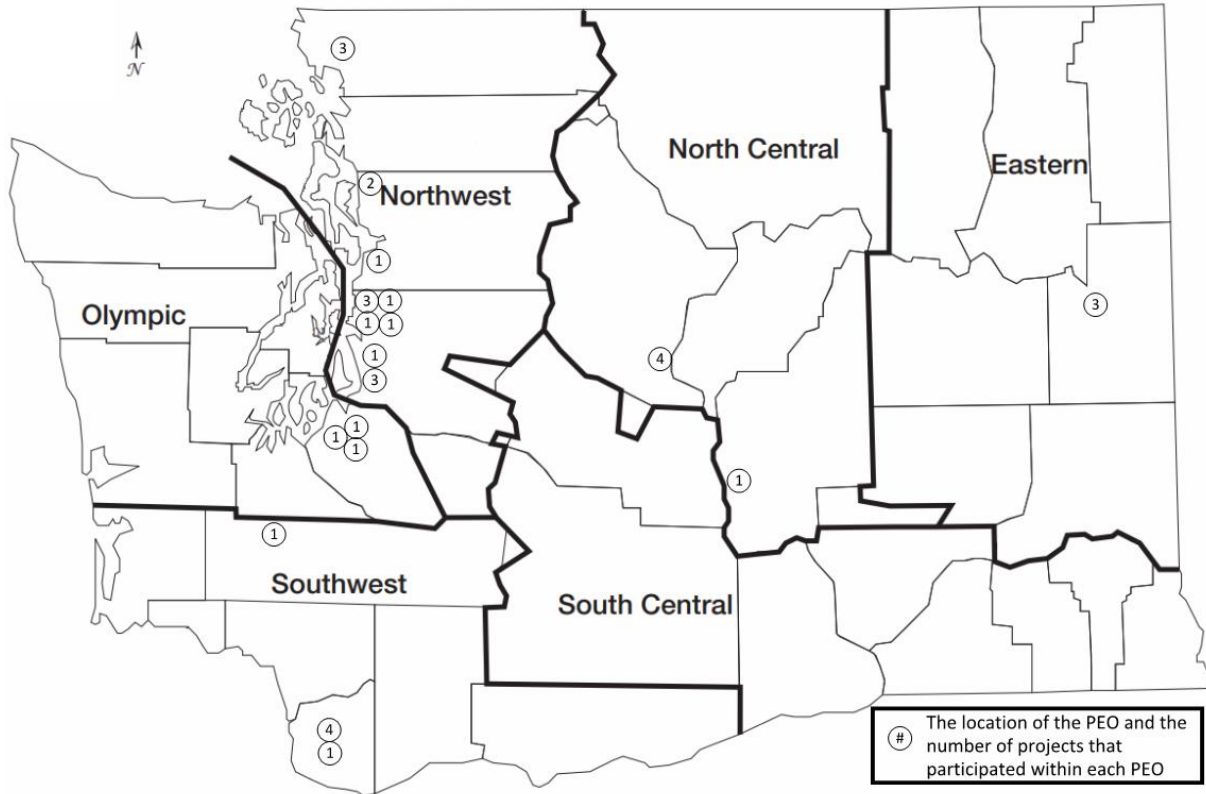 3
N
North Central
Eastern
2
Northwest
1
3 1
1 1
Olympic
3
1
4
3
1
1 1
1
1
1
Southwest
South Central
4
1
# The location of the PEO and the
number of projects that
participated within each PEO